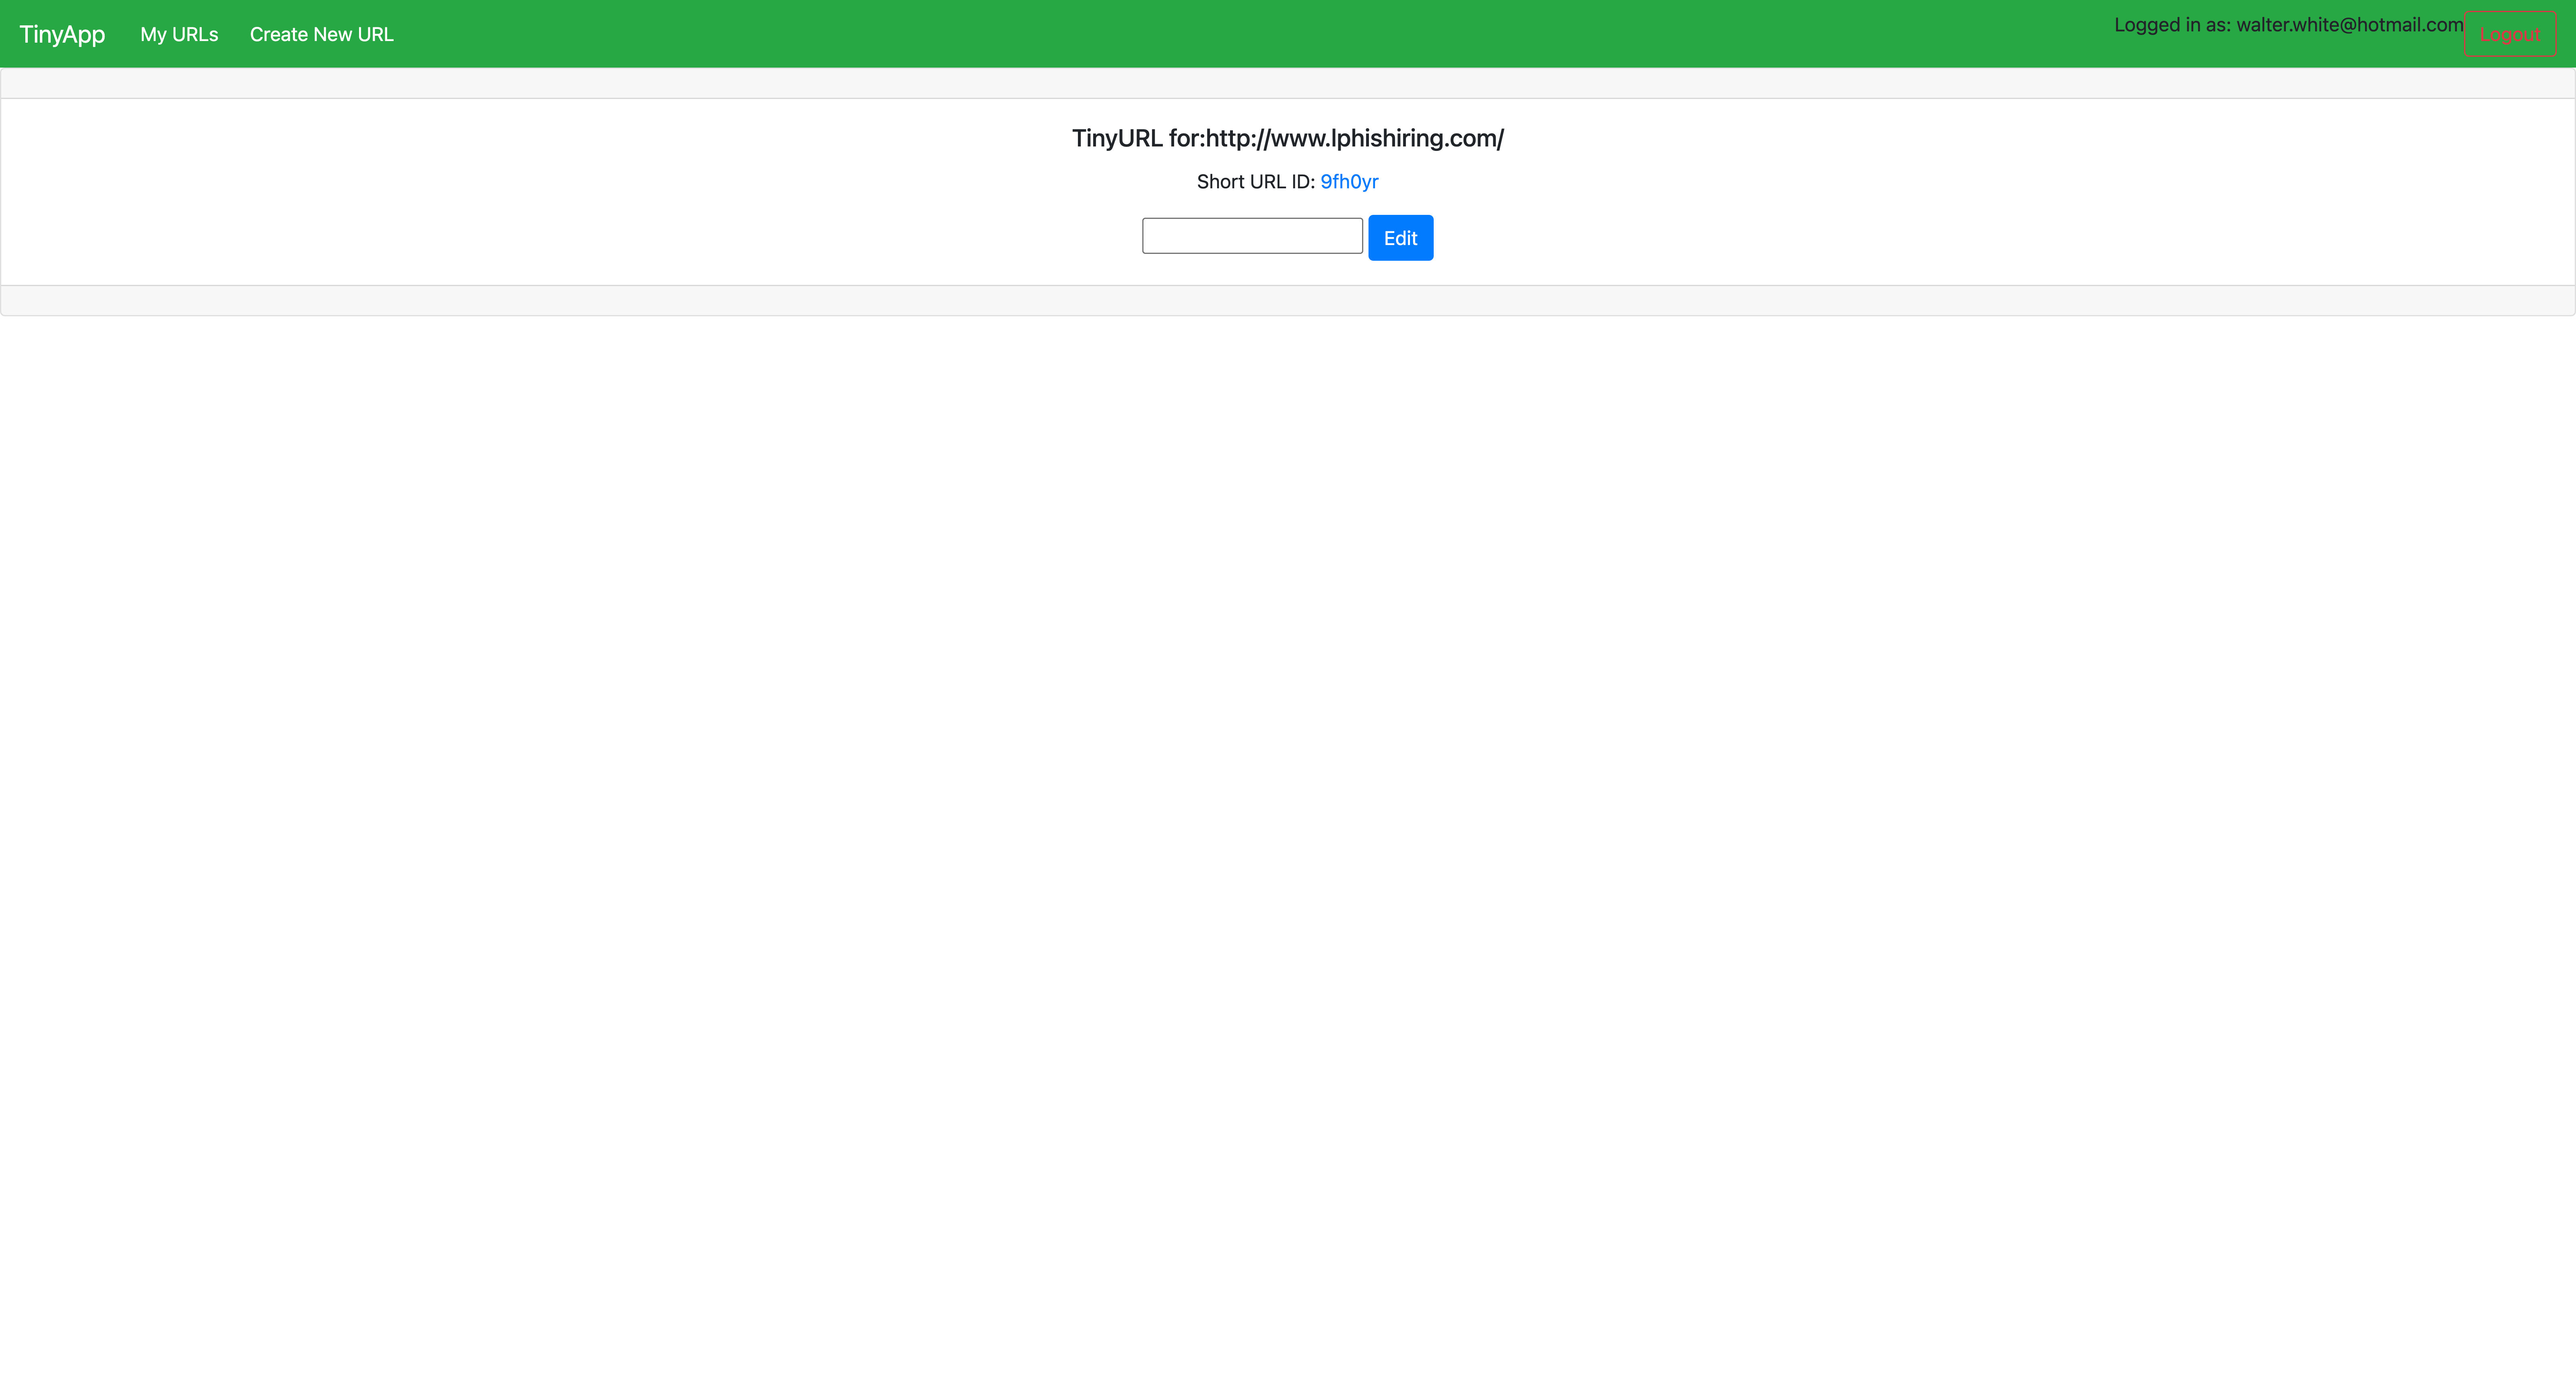 TinyApp My URLs Create New URL Logged in as: walter.white@hotmail.com Logout
TinyURL for:http://www.lphishiring.com/
Short URL ID: 9fh0yr
Edit